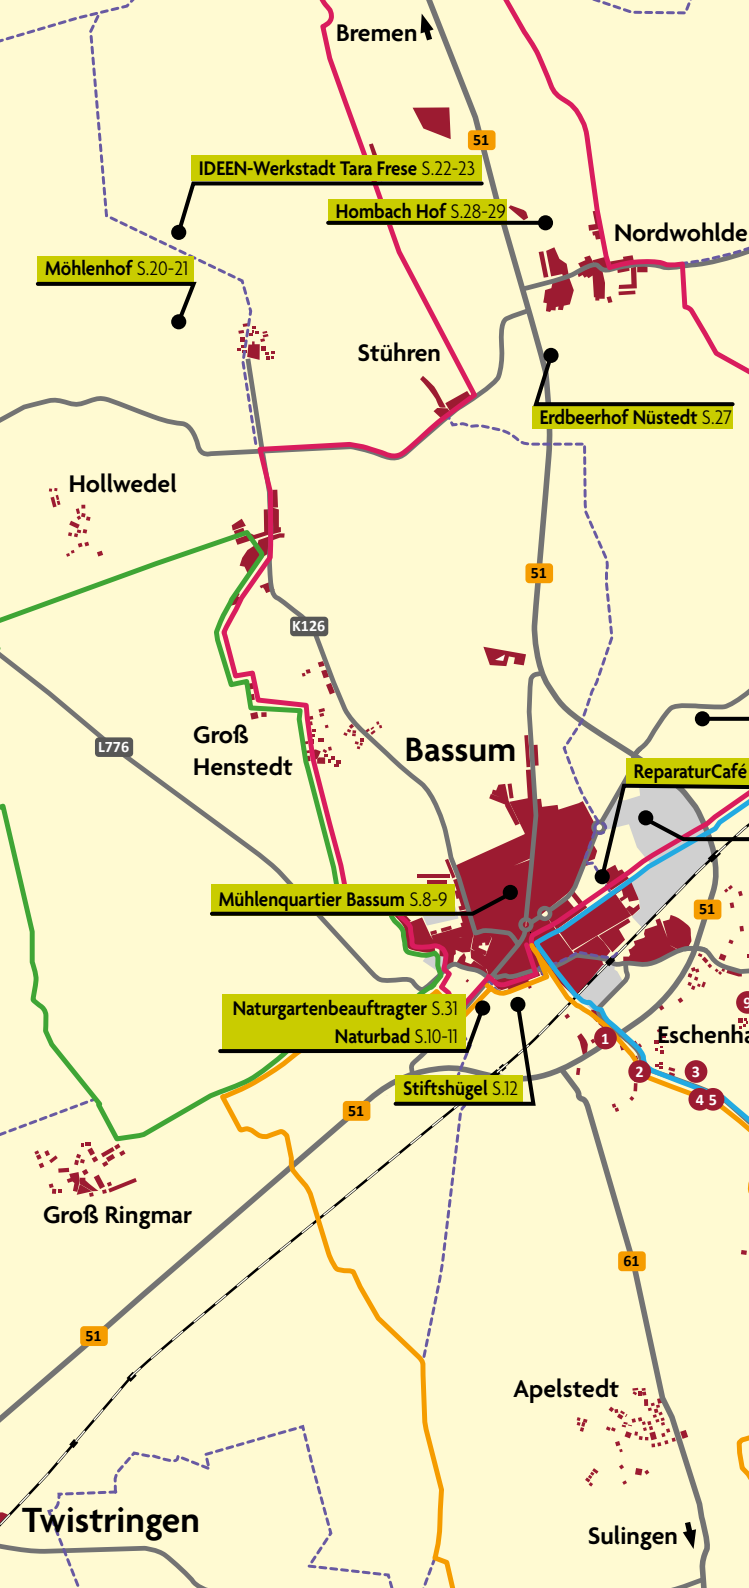 Bremen
51
IDEEN-Werkstadt Tara Frese S.22-23
Hombach Hof S.28-29
Nordwohlde
Möhlenhof S.20-21
Stühren
Erdbeerhof Nüstedt S.27
Hollwedel
51
K126
Groß
Henstedt
L776
Bassum
ReparaturCafé
Mühlenquartier Bassum S.8-9
51
Naturgartenbeauftragter S.31
Naturbad S.10-11
9
Eschenha
1
2
3
4 5
Stiftshügel S.12
51
Groß Ringmar
61
51
Apelstedt
Twistringen
Sulingen